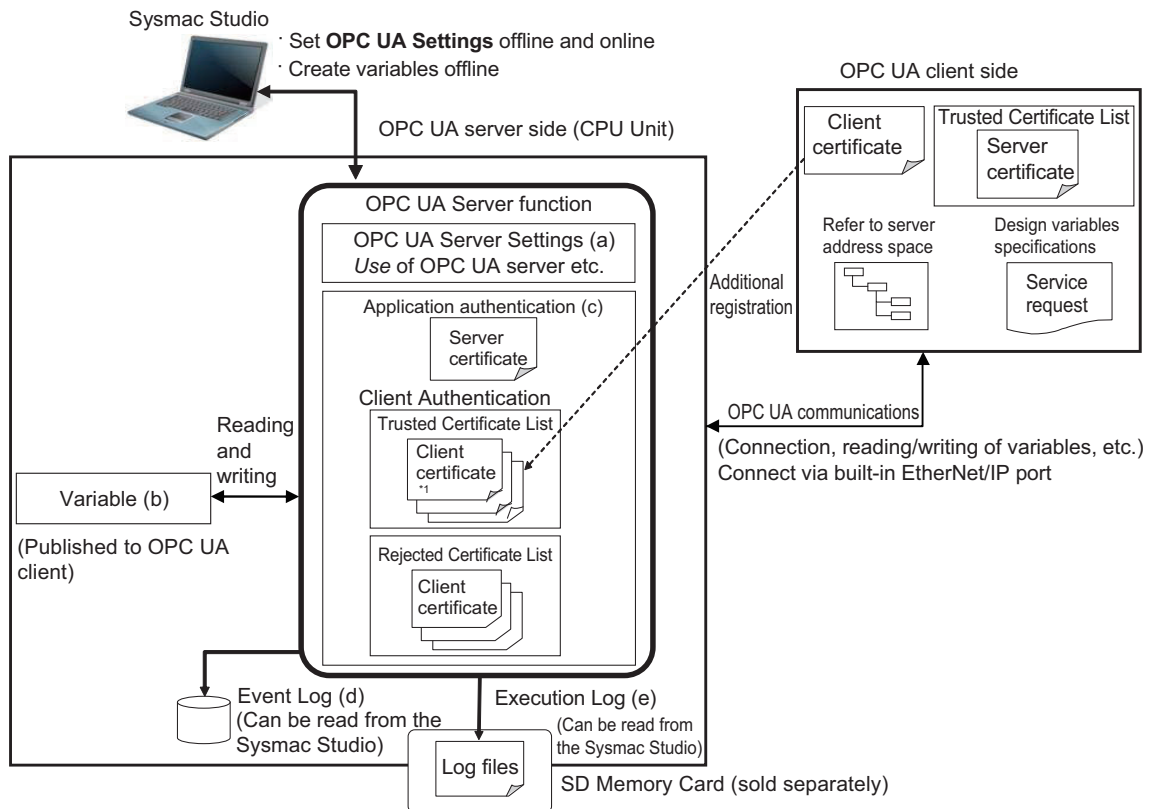 Sysmac Studio
· Set OPC UA Settings offline and online
· Create variables offline
OPC UA client side
OPC UA server side (CPU Unit)
Client
certificate
Trusted Certificate List
Server
certificate
Refer to server
address space
Design variables
specifications
Service
request
Additional
registration
OPC UA Server function
OPC UA Server Settings (a)
Use of OPC UA server etc.
Application authentication (c)
Server
certificate
Client Authentication
Trusted Certificate List
Client
certificate
*1
Rejected Certificate List
Client
certificate
Reading
and
writing
Variable (b)
(Published to OPC UA
client)
OPC UA communications
(Connection, reading/writing of variables, etc.)
Connect via built-in EtherNet/IP port
Event Log (d)
(Can be read from the
Sysmac Studio)
Execution Log (e)
(Can be read from
the Sysmac Studio)
Log files
SD Memory Card (sold separately)